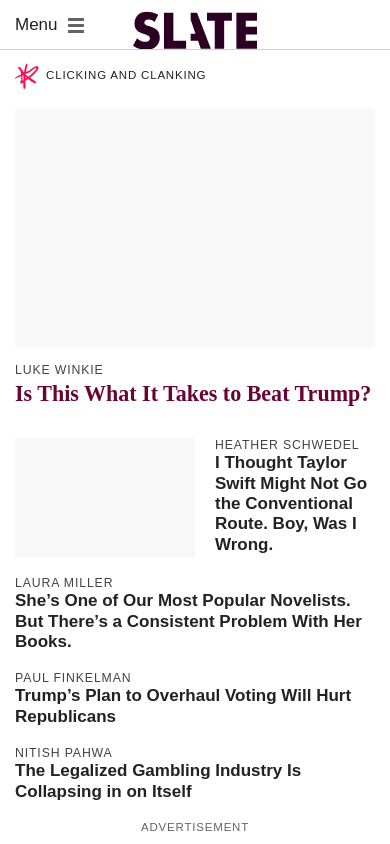 Menu
SLATE
CLICKING AND CLANKING
LUKE WINKIE
Is This What It Takes to Beat Trump?
HEATHER SCHWEDEL
I Thought Taylor
Swift Might Not Go
the Conventional
Route. Boy, Was I
Wrong.
LAURA MILLER
She’s One of Our Most Popular Novelists.
But There’s a Consistent Problem With Her
Books.
PAUL FINKELMAN
Trump’s Plan to Overhaul Voting Will Hurt
Republicans
NITISH PAHWA
The Legalized Gambling Industry Is
Collapsing in on Itself
ADVERTISEMENT